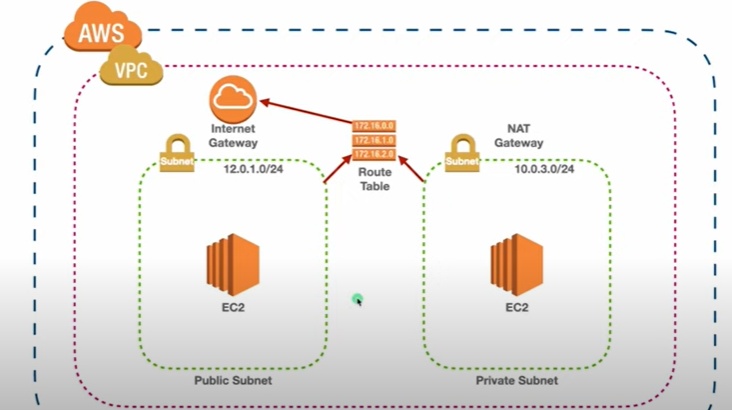 AWS
VPC
Internet
Gateway
172.16.0.0
172.16.1.0
172.16.2.0
Route
Table
NAT
Gateway
Subnet
12.0.1.0/24
Subnet
10.0.3.0/24
EC2
EC2
Public Subnet
Private Subnet